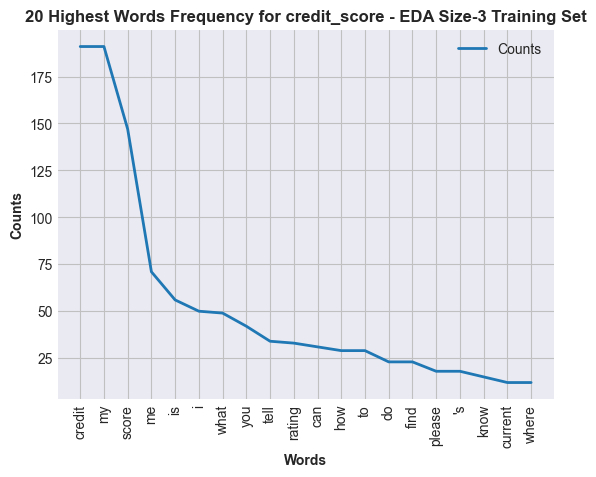 20 Highest Words Frequency for credit_score - EDA Size-3 Training Set
Counts
175
150
125
100
75
50
25
Counts
credit
my
score
me
is
i
what
you
tell
rating
can
how
to
do
find
please
's
know
current
where
Words